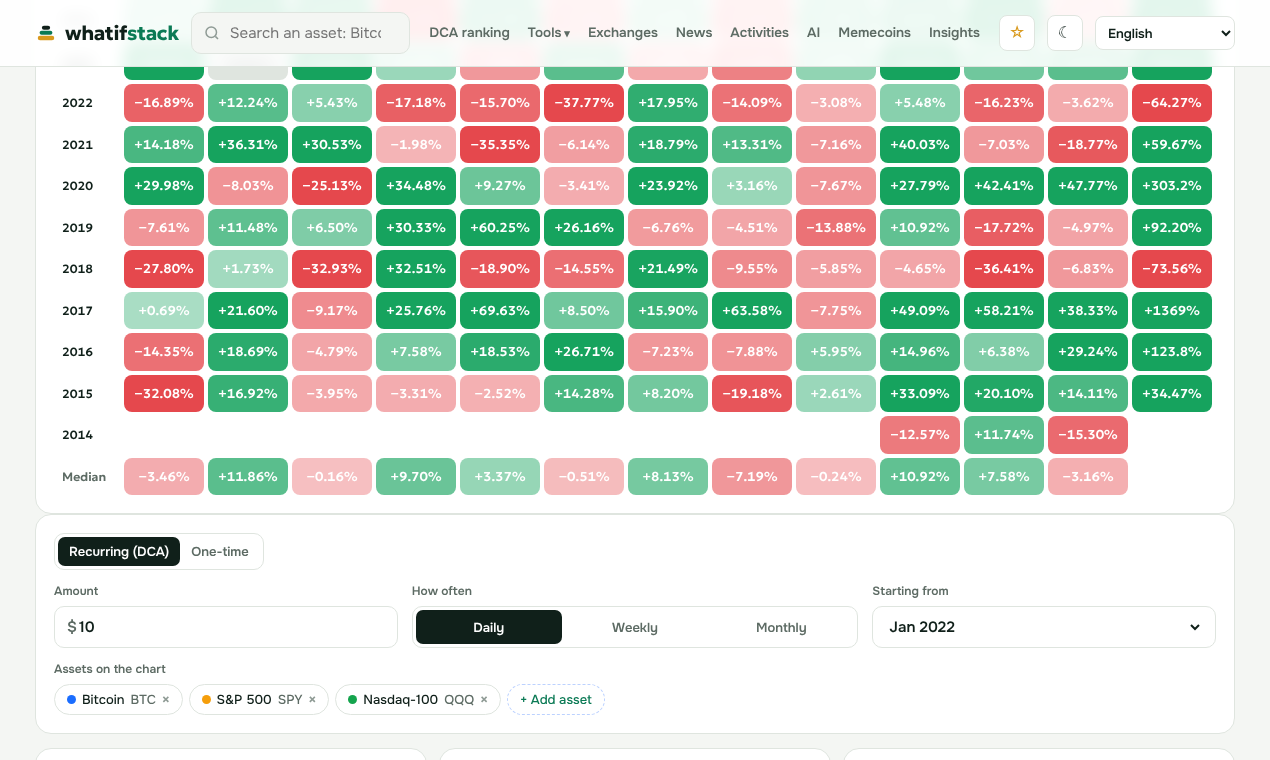 whatifstack Search an asset: Bitc DCA ranking Tools ▾ Exchanges News Activities AI Memecoins Insights ☆ ☾ English
2022 −16.89% +12.24% +5.43% −17.18% −15.70% −37.77% +17.95% −14.09% −3.08% +5.48% −16.23% −3.62% −64.27%
2021 +14.18% +36.31% +30.53% −1.98% −35.35% −6.14% +18.79% +13.31% −7.16% +40.03% −7.03% −18.77% +59.67%
2020 +29.98% −8.03% −25.13% +34.48% +9.27% −3.41% +23.92% +3.16% −7.67% +27.79% +42.41% +47.77% +303.2%
2019 −7.61% +11.48% +6.50% +30.33% +60.25% +26.16% −6.76% −4.51% −13.88% +10.92% −17.72% −4.97% +92.20%
2018 −27.80% +1.73% −32.93% +32.51% −18.90% −14.55% +21.49% −9.55% −5.85% −4.65% −36.41% −6.83% −73.56%
2017 +0.69% +21.60% −9.17% +25.76% +69.63% +8.50% +15.90% +63.58% −7.75% +49.09% +58.21% +38.33% +1369%
2016 −14.35% +18.69% −4.79% +7.58% +18.53% +26.71% −7.23% −7.88% +5.95% +14.96% +6.38% +29.24% +123.8%
2015 −32.08% +16.92% −3.95% −3.31% −2.52% +14.28% +8.20% −19.18% +2.61% +33.09% +20.10% +14.11% +34.47%
2014 −12.57% +11.74% −15.30%
Median −3.46% +11.86% −0.16% +9.70% +3.37% −0.51% +8.13% −7.19% −0.24% +10.92% +7.58% −3.16%
Recurring (DCA) One-time
Amount How often Starting from
$ 10 Daily Weekly Monthly Jan 2022
Assets on the chart
Bitcoin BTC × S&P 500 SPY × Nasdaq-100 QQQ × + Add asset